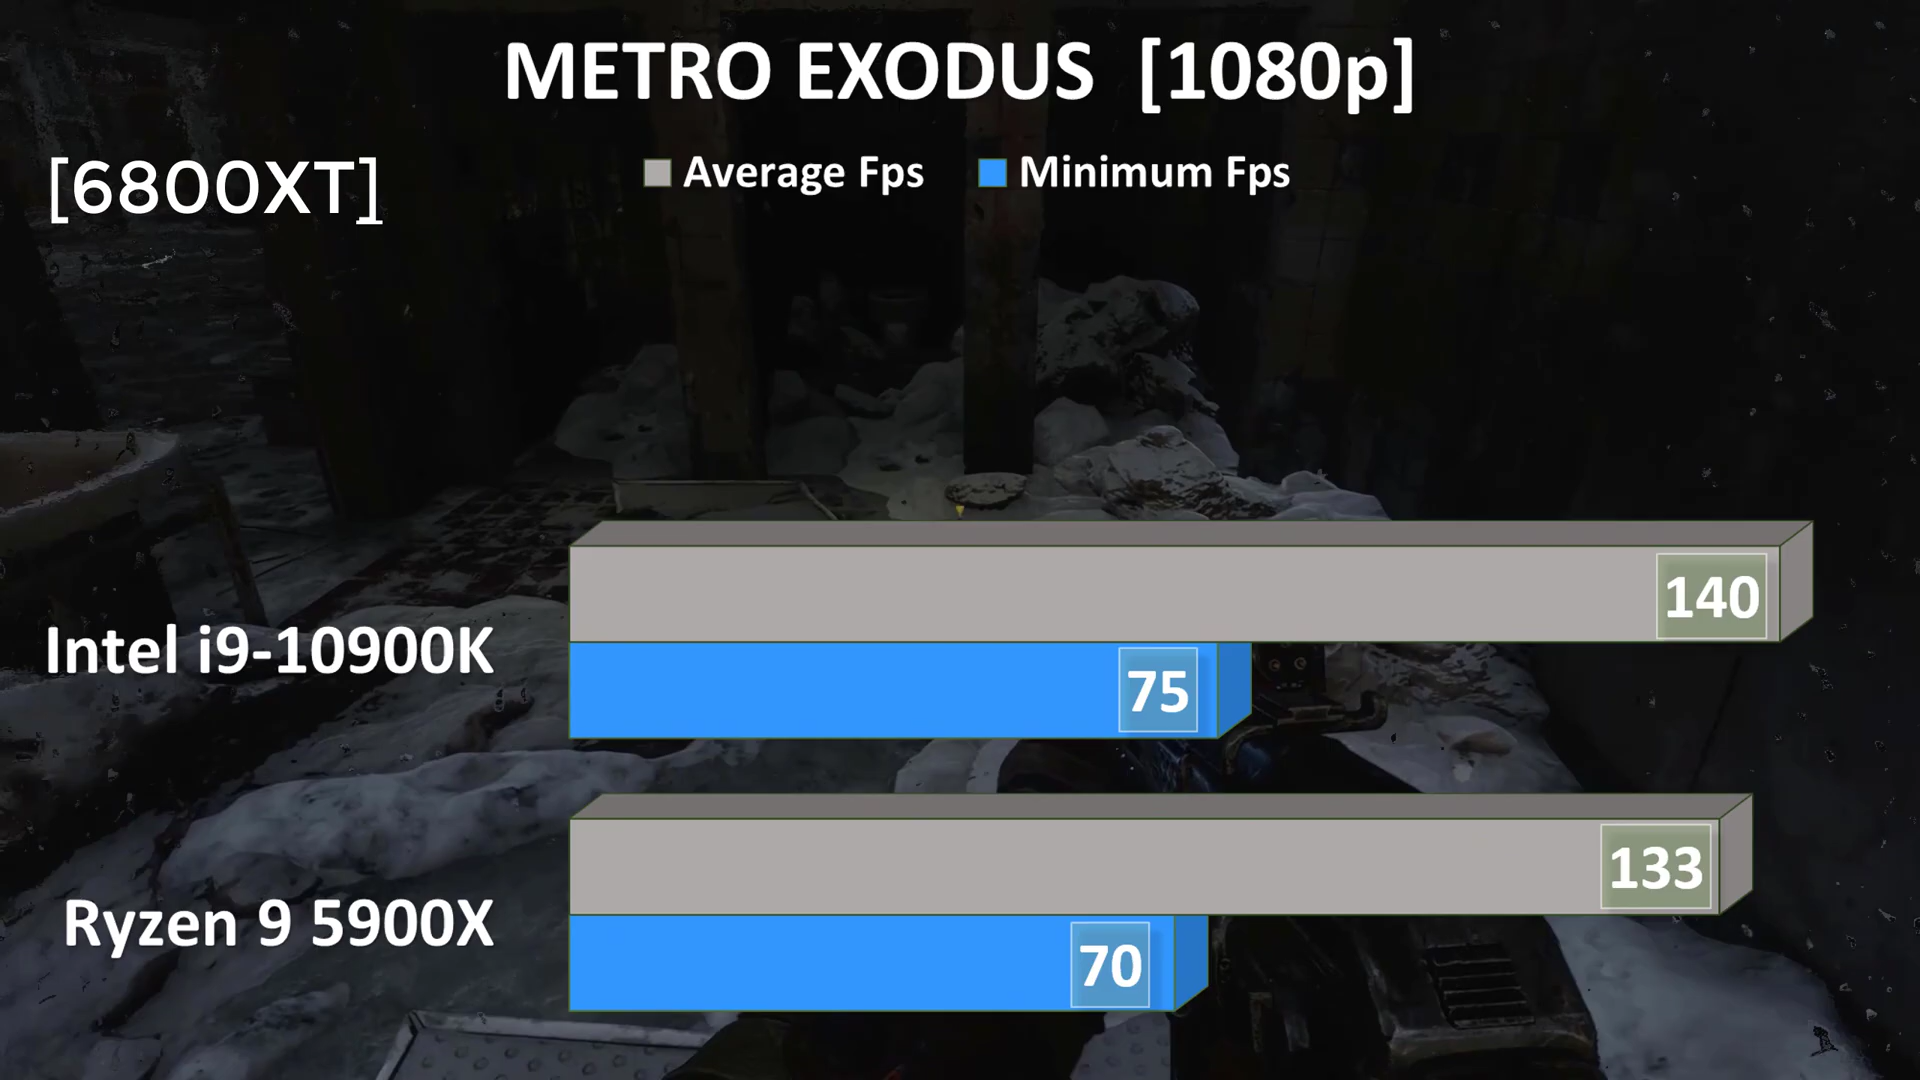 METRO EXODUS [1080p]
[6800XT]
Average Fps Minimum Fps
140
Intel i9-10900K
75
133
Ryzen 9 5900X
70